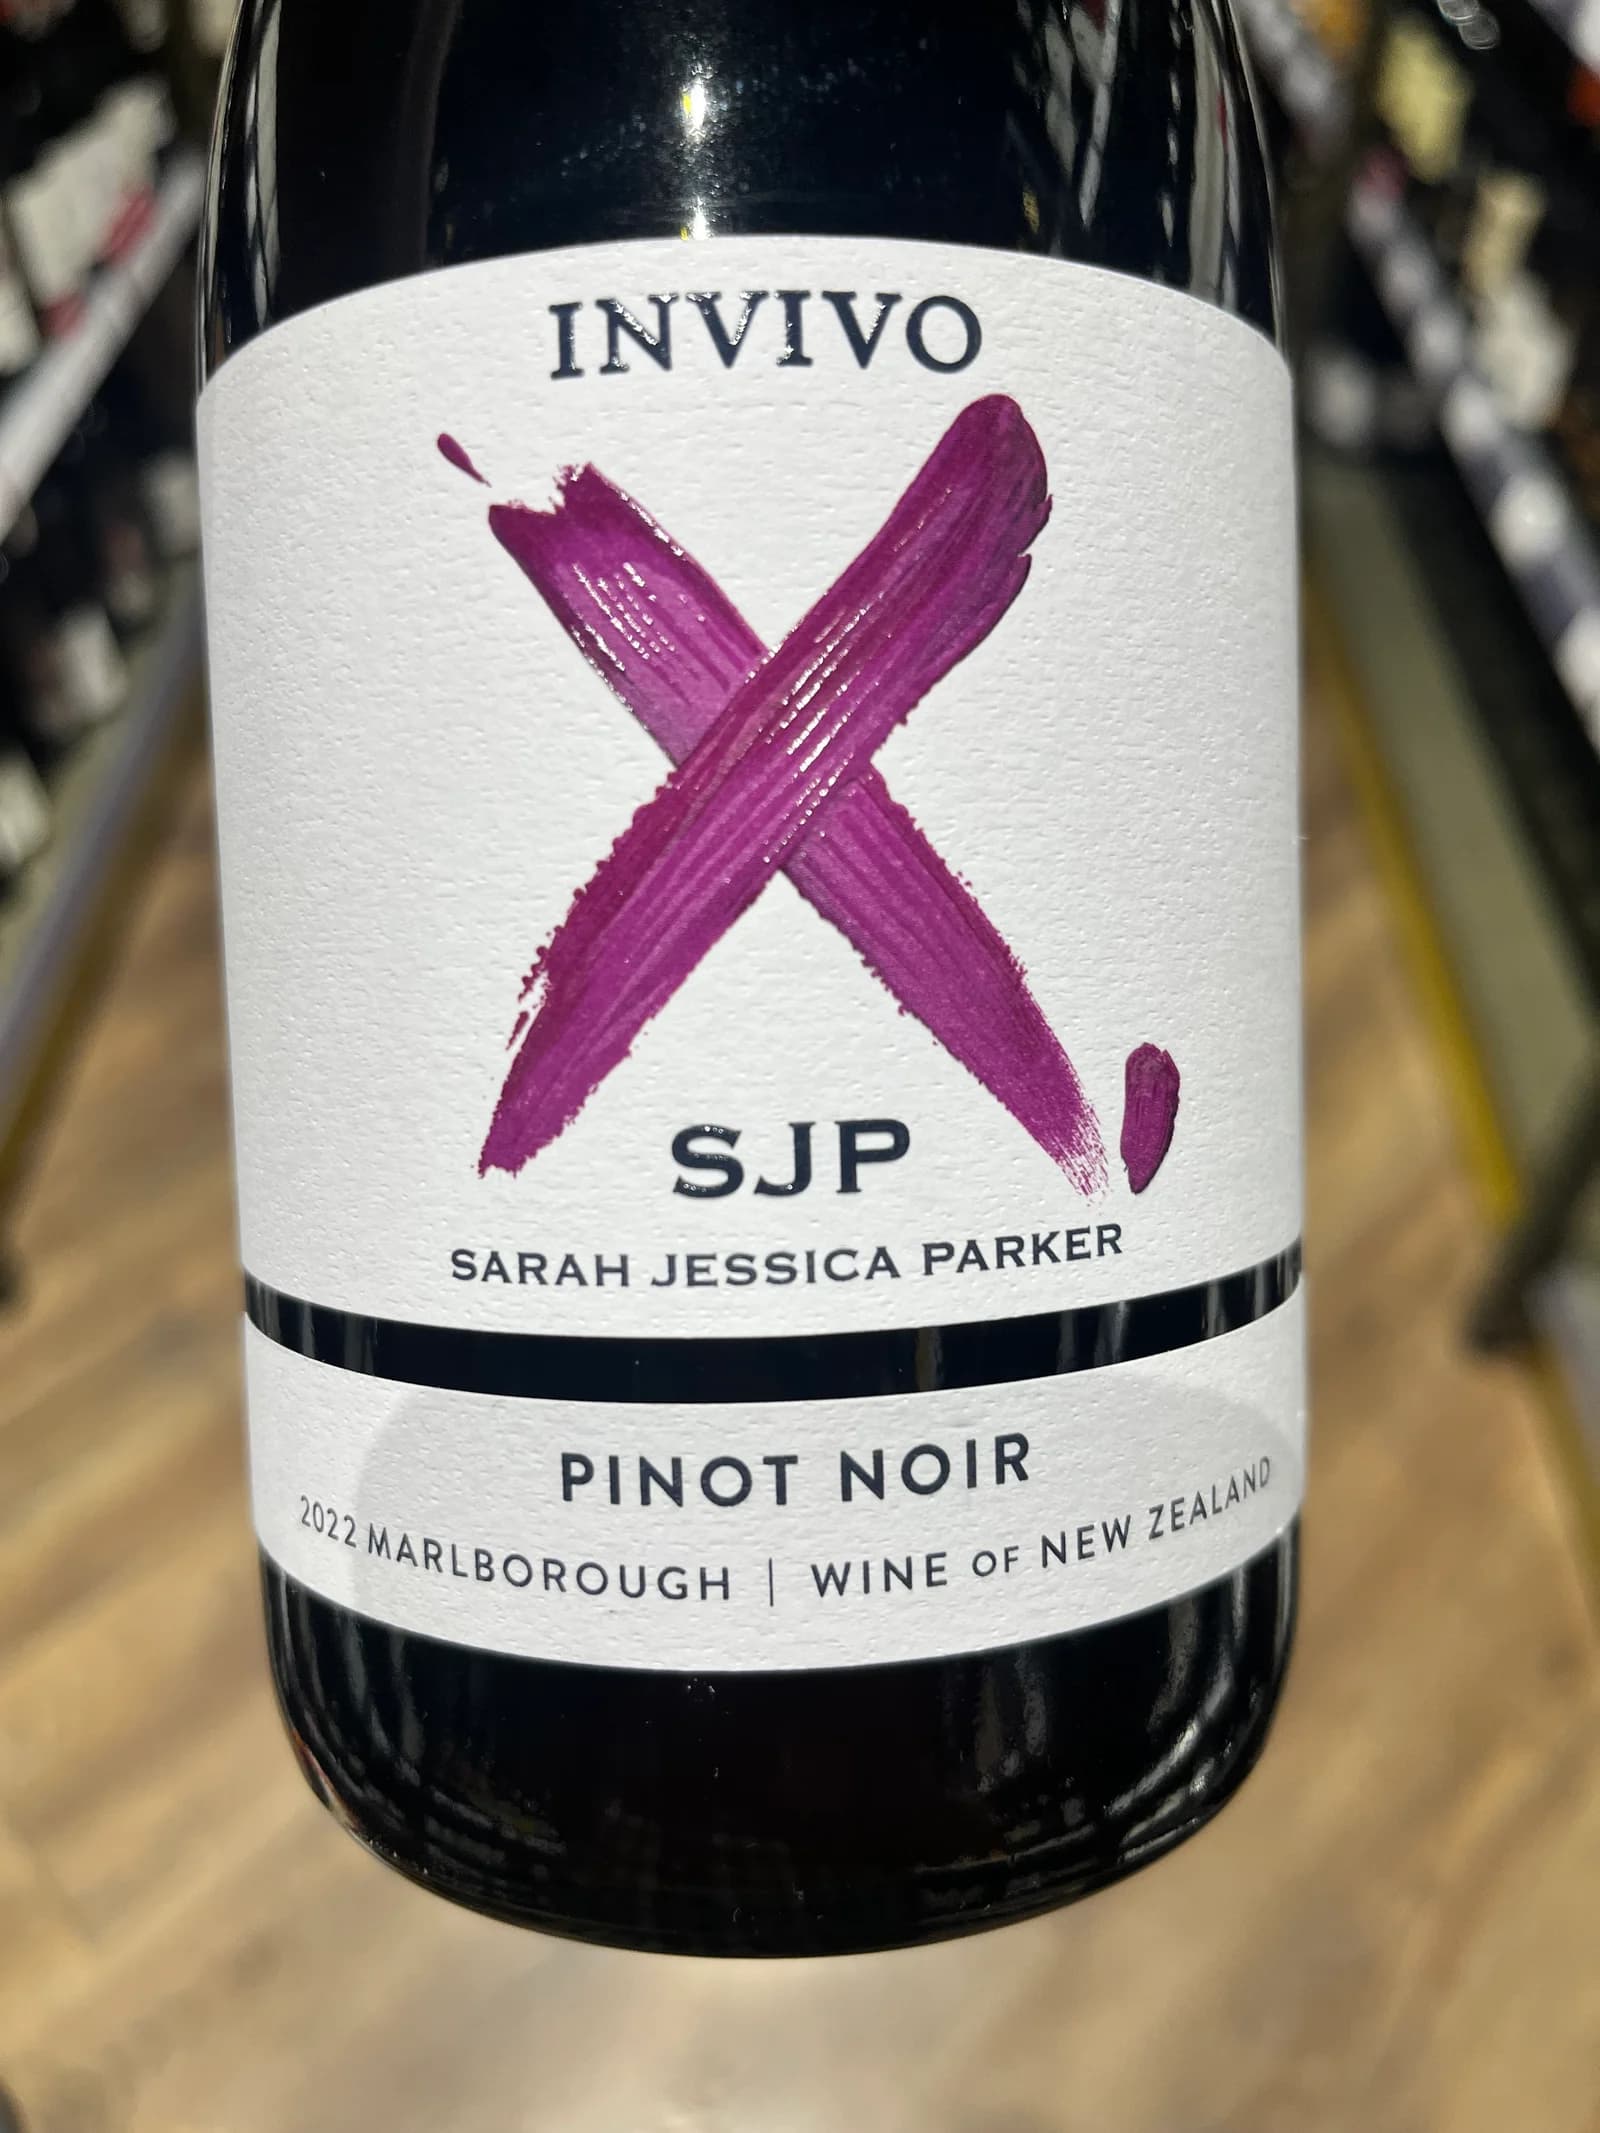 INVIVO
X,
SJP
SARAH JESSICA PARKER
PINOT NOIR
2022 MARLBOROUGH | WINE OF NEW ZEALAND